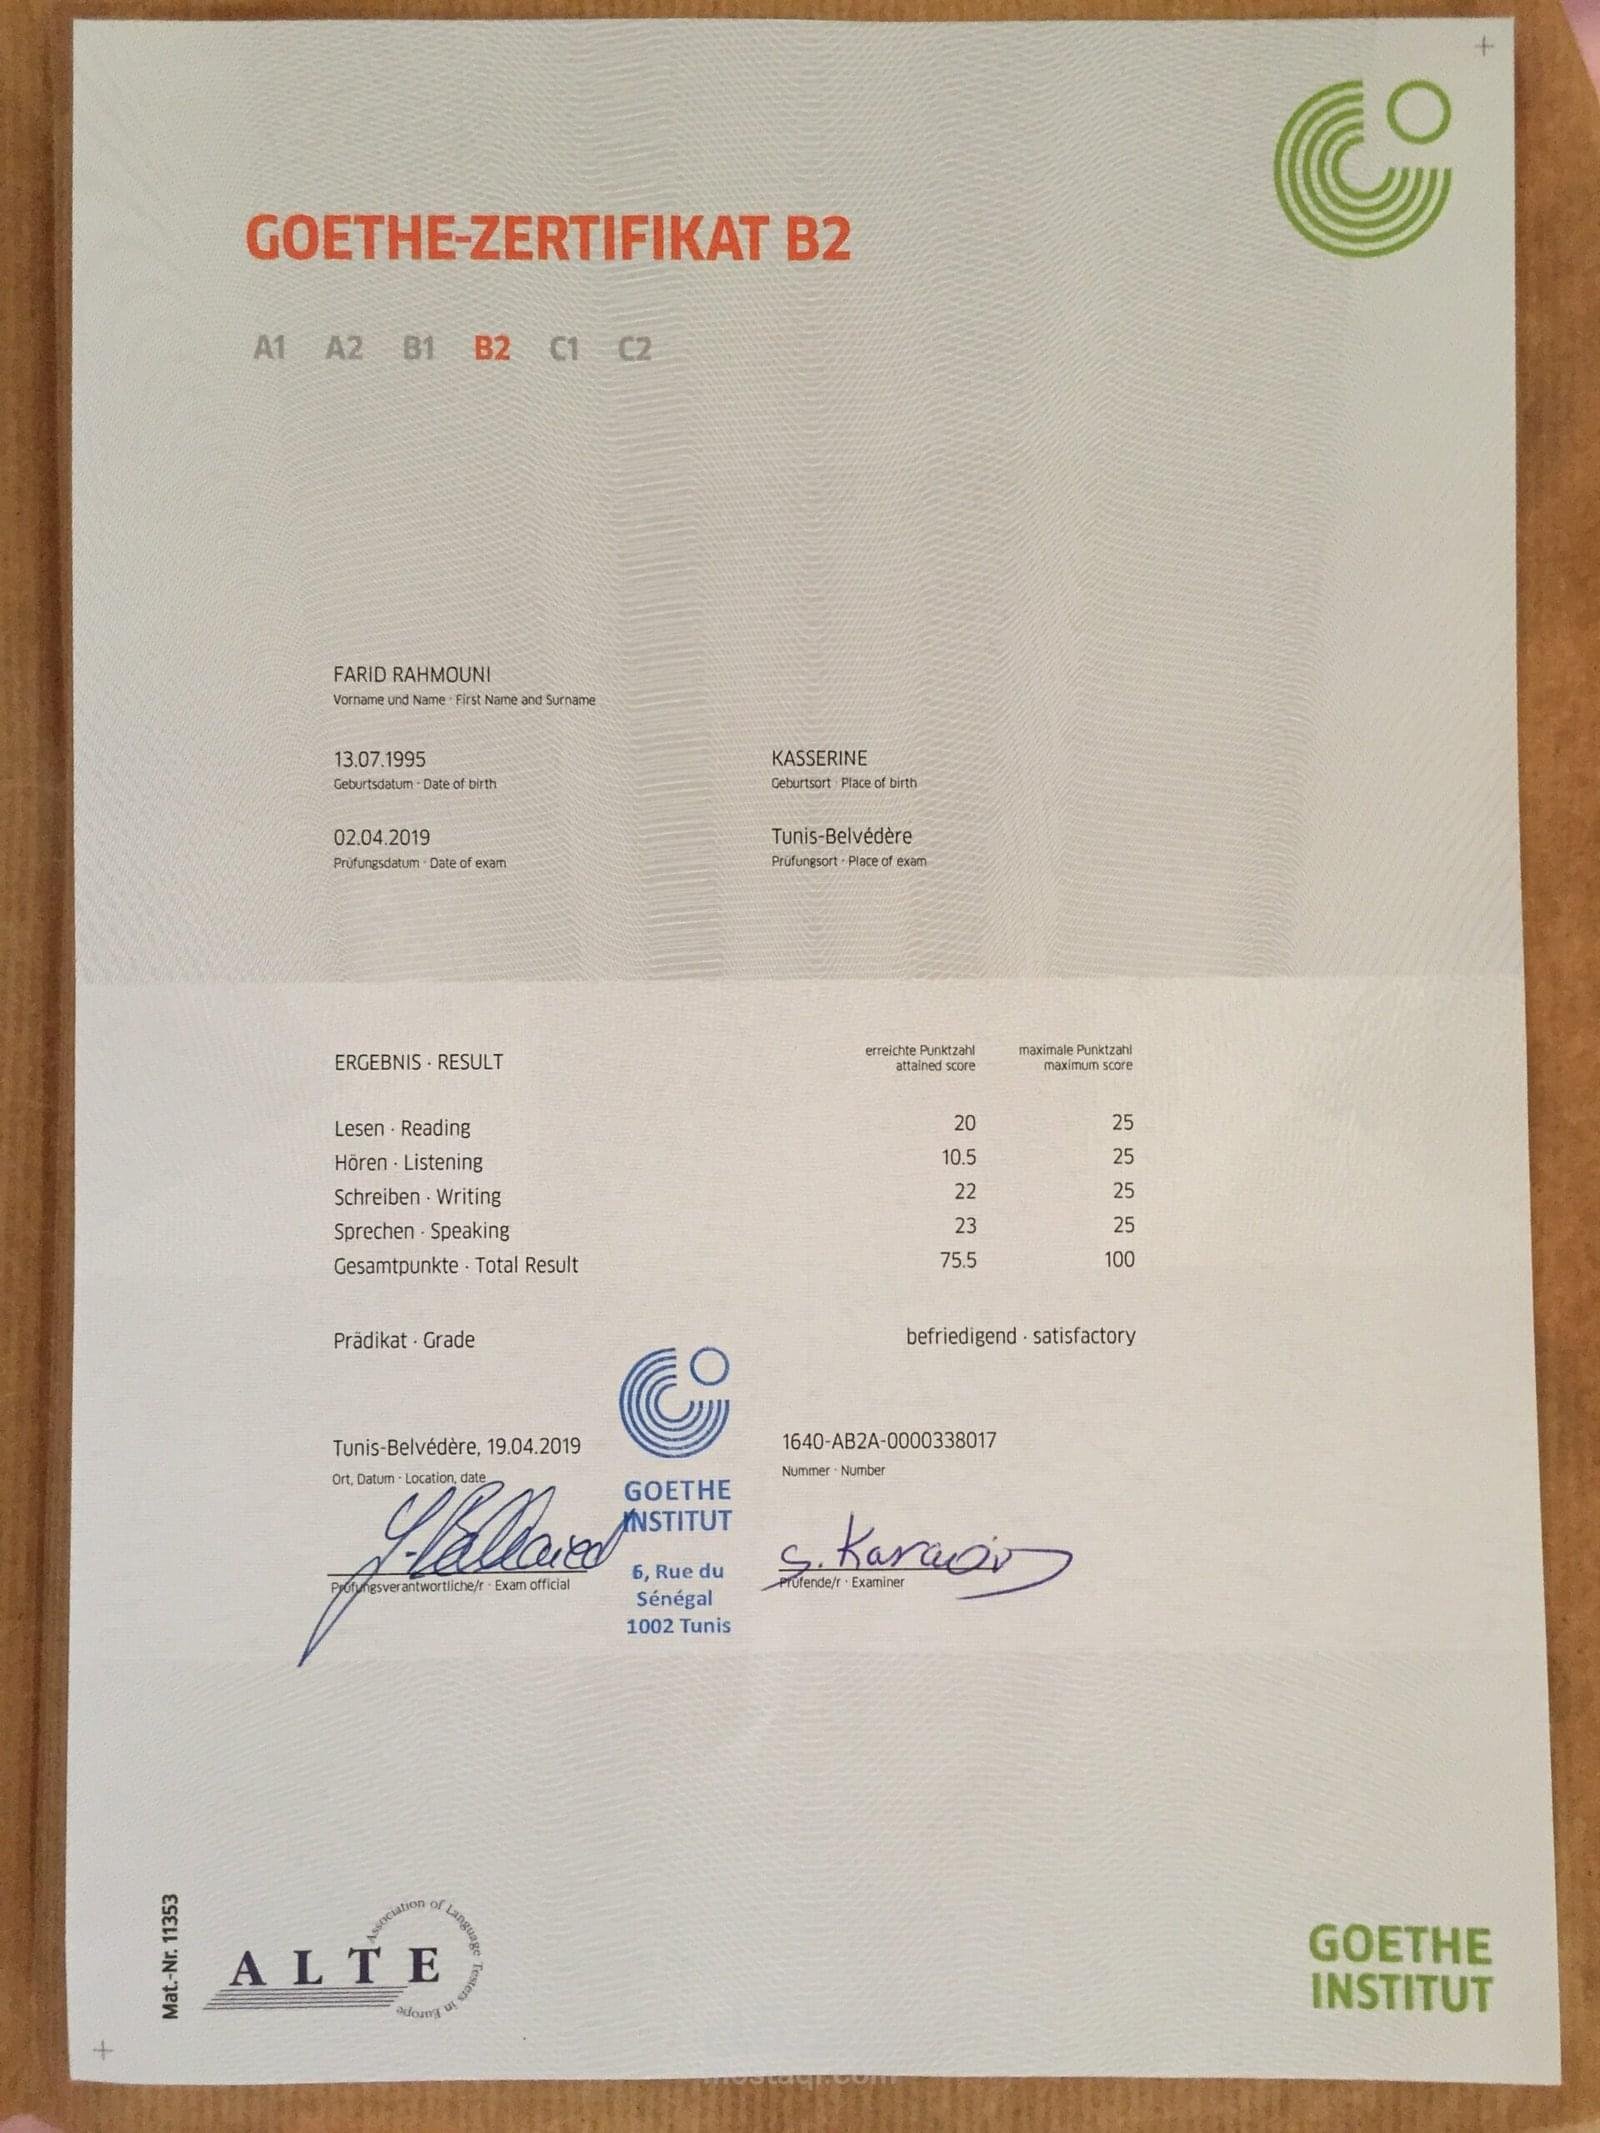 GOETHE-ZERTIFIKAT B2
A1 A2 B1 B2 C1 C2
FARID RAHMOUNI
Vorname und Name · First Name and Surname
13.07.1995
Geburtsdatum · Date of birth
KASSERINE
Geburtsort · Place of birth
02.04.2019
Prüfungsdatum · Date of exam
Tunis-Belvédère
Prüfungsort · Place of exam
ERGEBNIS · RESULT
erreichte Punktzahl
attained score
maximale Punktzahl
maximum score
Lesen · Reading 20 25
Hören · Listening 10.5 25
Schreiben · Writing 22 25
Sprechen · Speaking 23 25
Gesamtpunkte · Total Result 75.5 100
Prädikat · Grade befriedigend · satisfactory
Tunis-Belvédère, 19.04.2019
Ort, Datum · Location, date
1640-AB2A-0000338017
Nummer · Number
GOETHE
INSTITUT
6, Rue du
Sénégal
1002 Tunis
Prüfungsverantwortliche/r · Exam official
S.
Prüfende/r · Examiner
Mat.-Nr. 11353
ALTE
Association of Language Testers in Europe
GOETHE
INSTITUT
mostaql.com